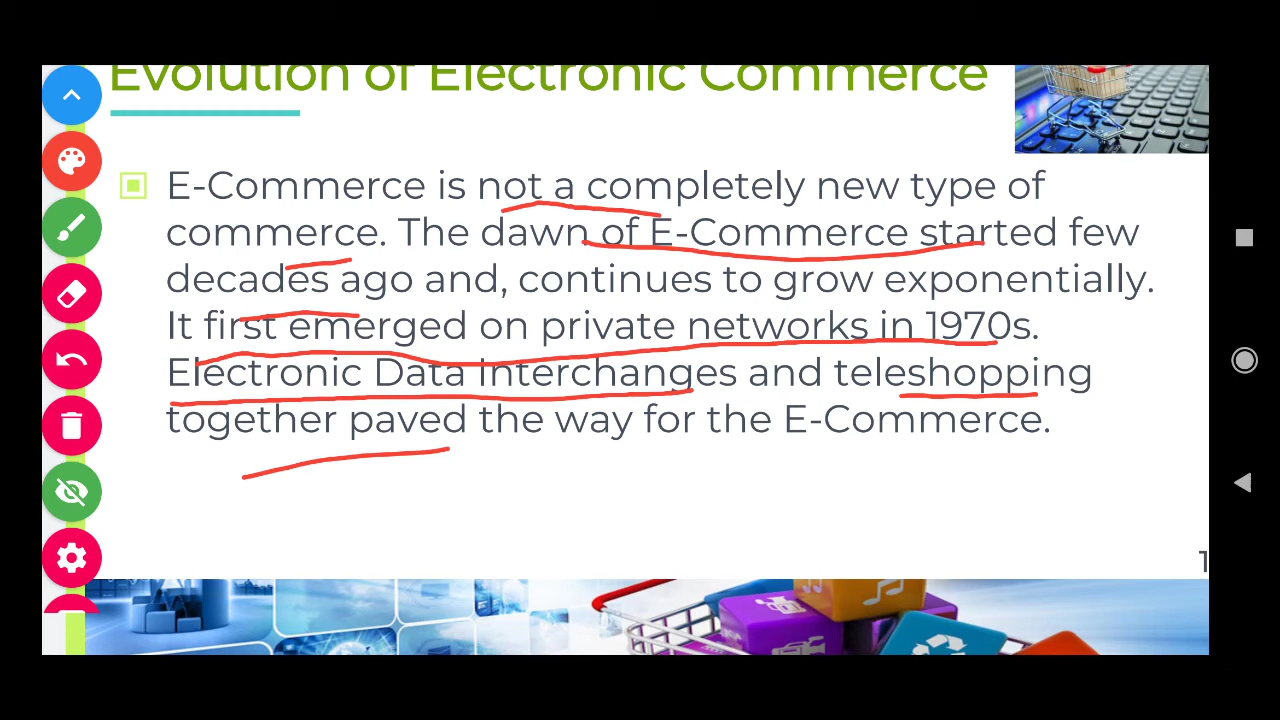 Evolution of Electronic Commerce
E-Commerce is not a completely new type of
commerce. The dawn of E-Commerce started few
decades ago and, continues to grow exponentially.
It first emerged on private networks in 1970s.
Electronic Data Interchanges and teleshopping
together paved the way for the E-Commerce.
1